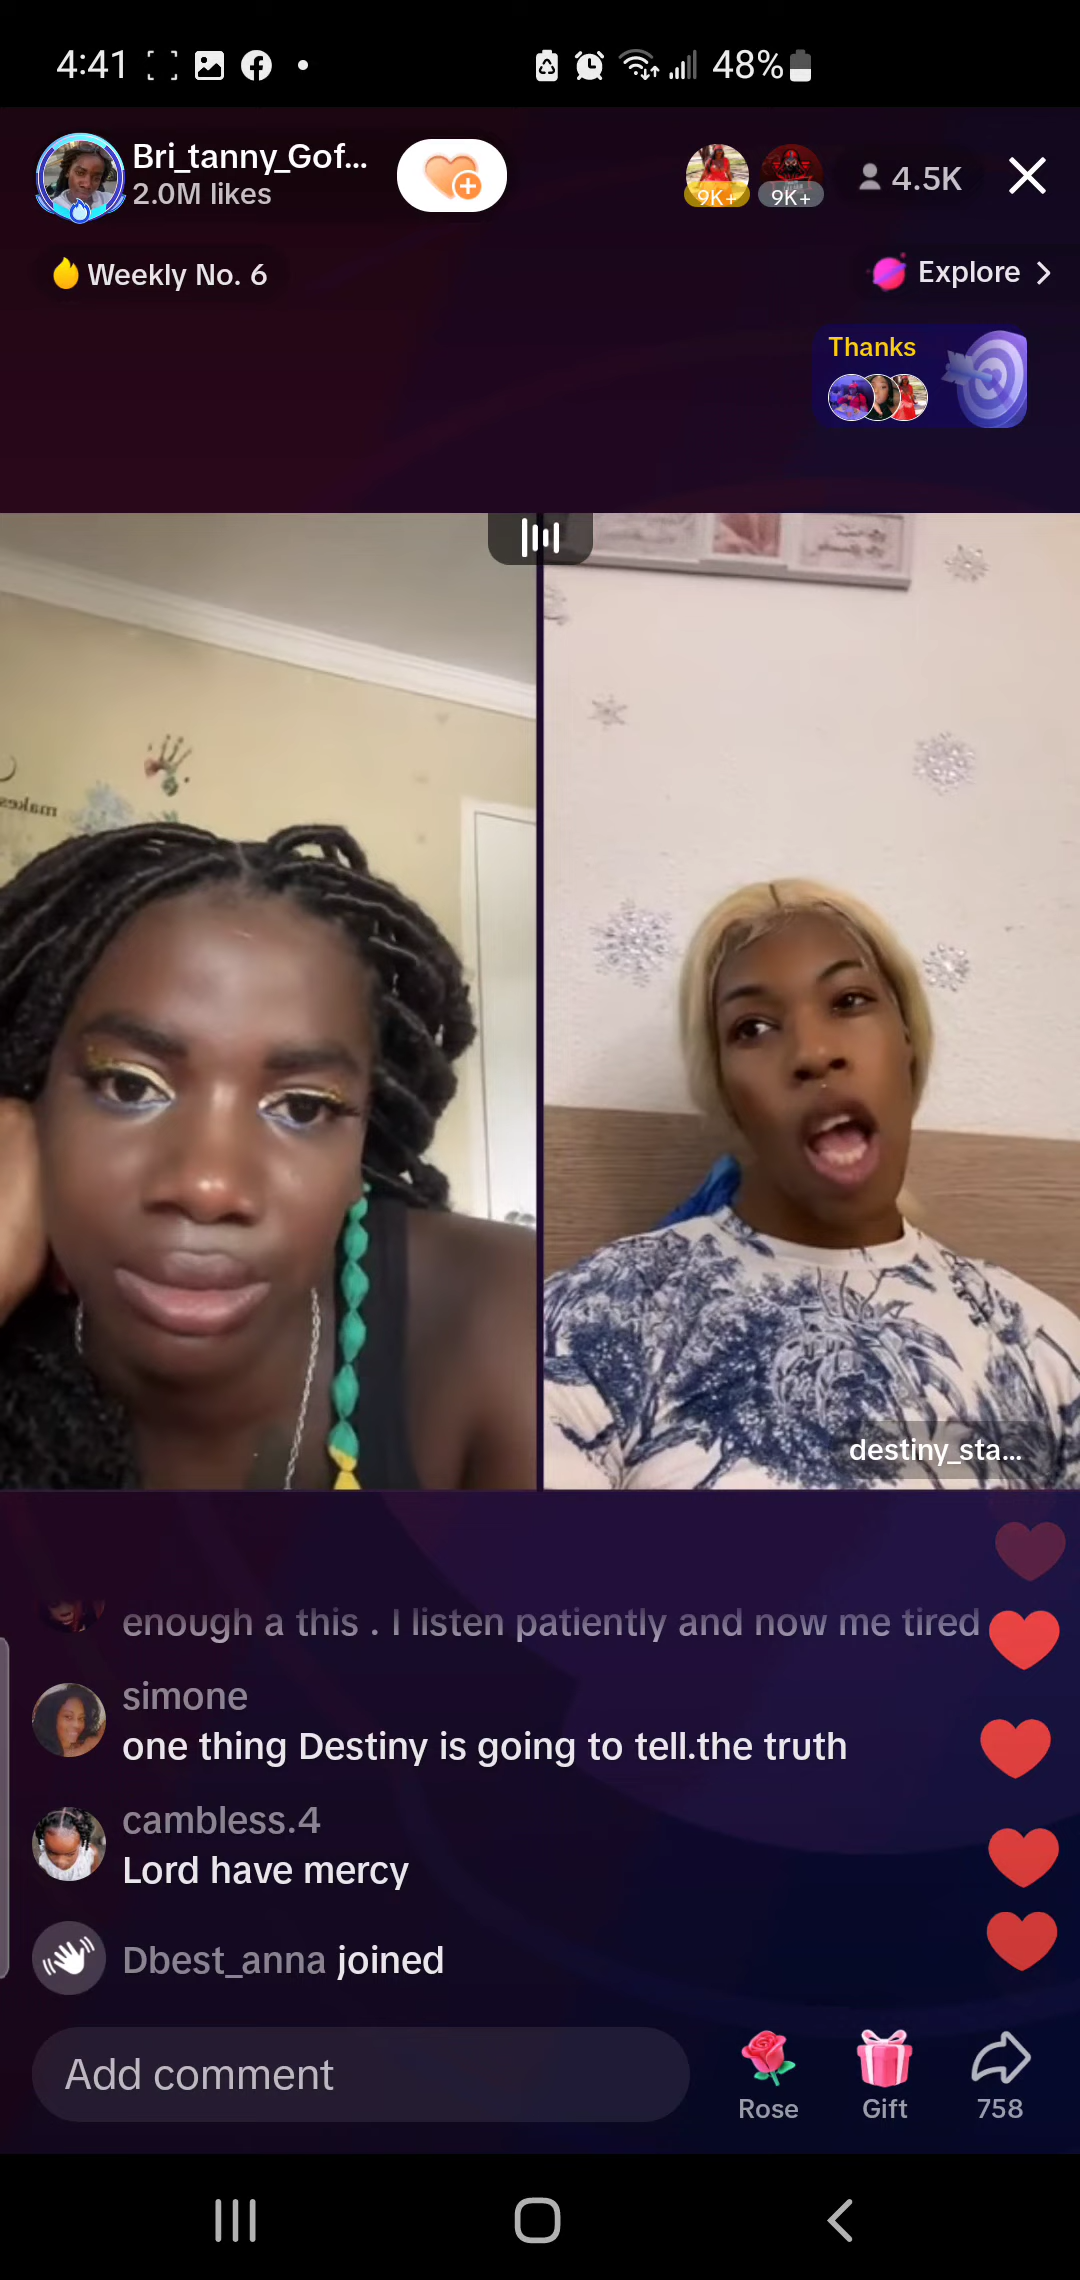 4:41
48%
Bri_tanny_Gof...
2.0M likes
9K+
9K+
4.5K
Weekly No. 6
Explore
Thanks
makes
destiny_sta...
enough a this . I listen patiently and now me tired
simone
one thing Destiny is going to tell.the truth
cambless.4
Lord have mercy
Dbest_anna joined
Add comment
Rose
Gift
758